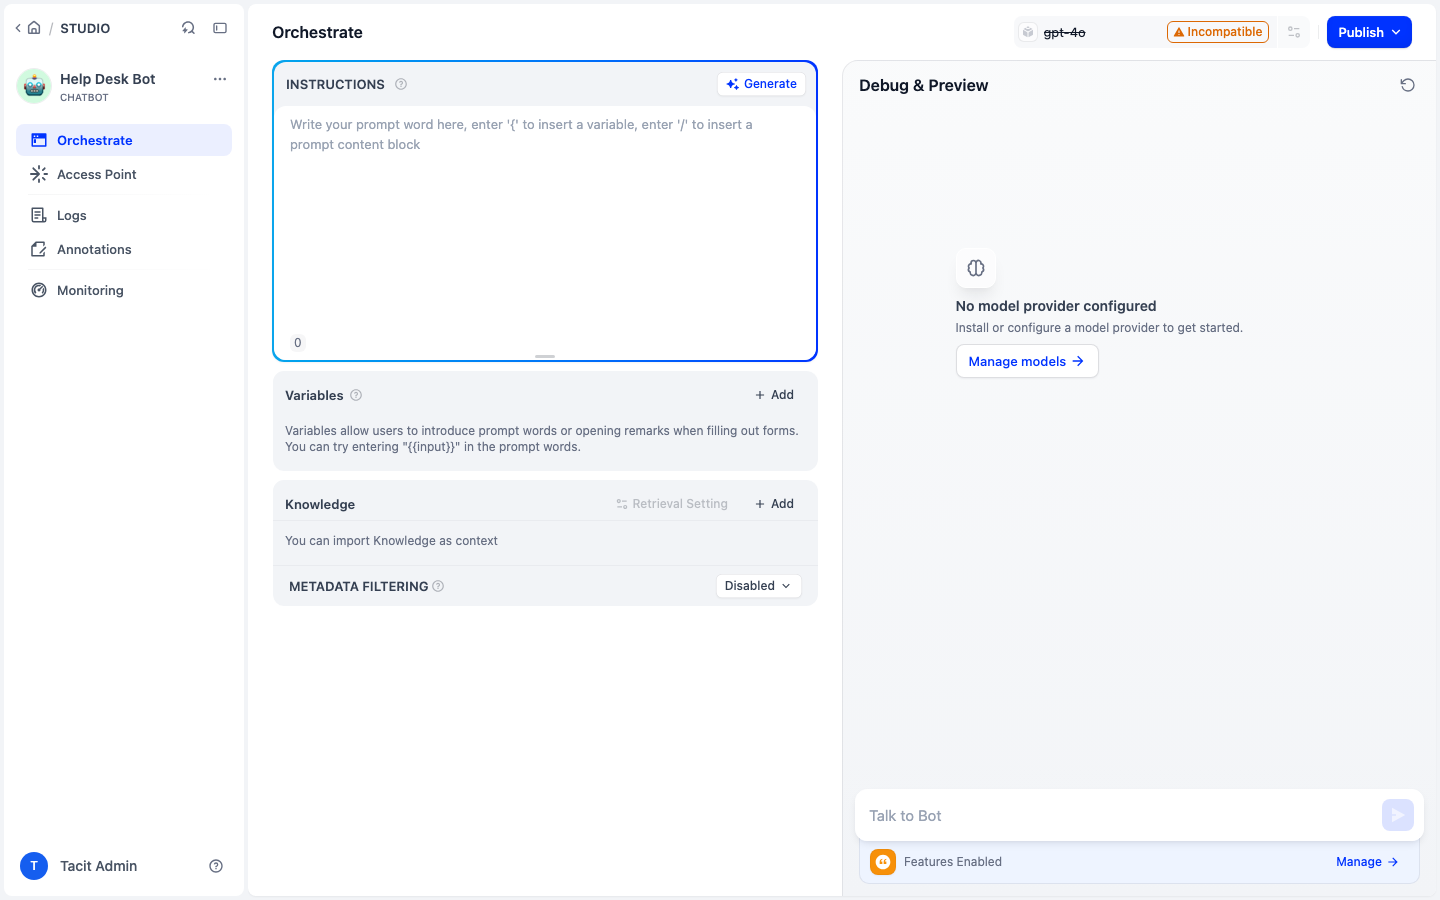 / STUDIO
Help Desk Bot
CHATBOT
Orchestrate
Access Point
Logs
Annotations
Monitoring
T Tacit Admin
Orchestrate
gpt-4o
Incompatible
Publish
INSTRUCTIONS
Generate
Write your prompt word here, enter '{' to insert a variable, enter '/' to insert a
prompt content block
0
Variables
+ Add
Variables allow users to introduce prompt words or opening remarks when filling out forms.
You can try entering "{{input}}" in the prompt words.
Knowledge
Retrieval Setting
+ Add
You can import Knowledge as context
METADATA FILTERING
Disabled
Debug & Preview
No model provider configured
Install or configure a model provider to get started.
Manage models →
Talk to Bot
Features Enabled
Manage →